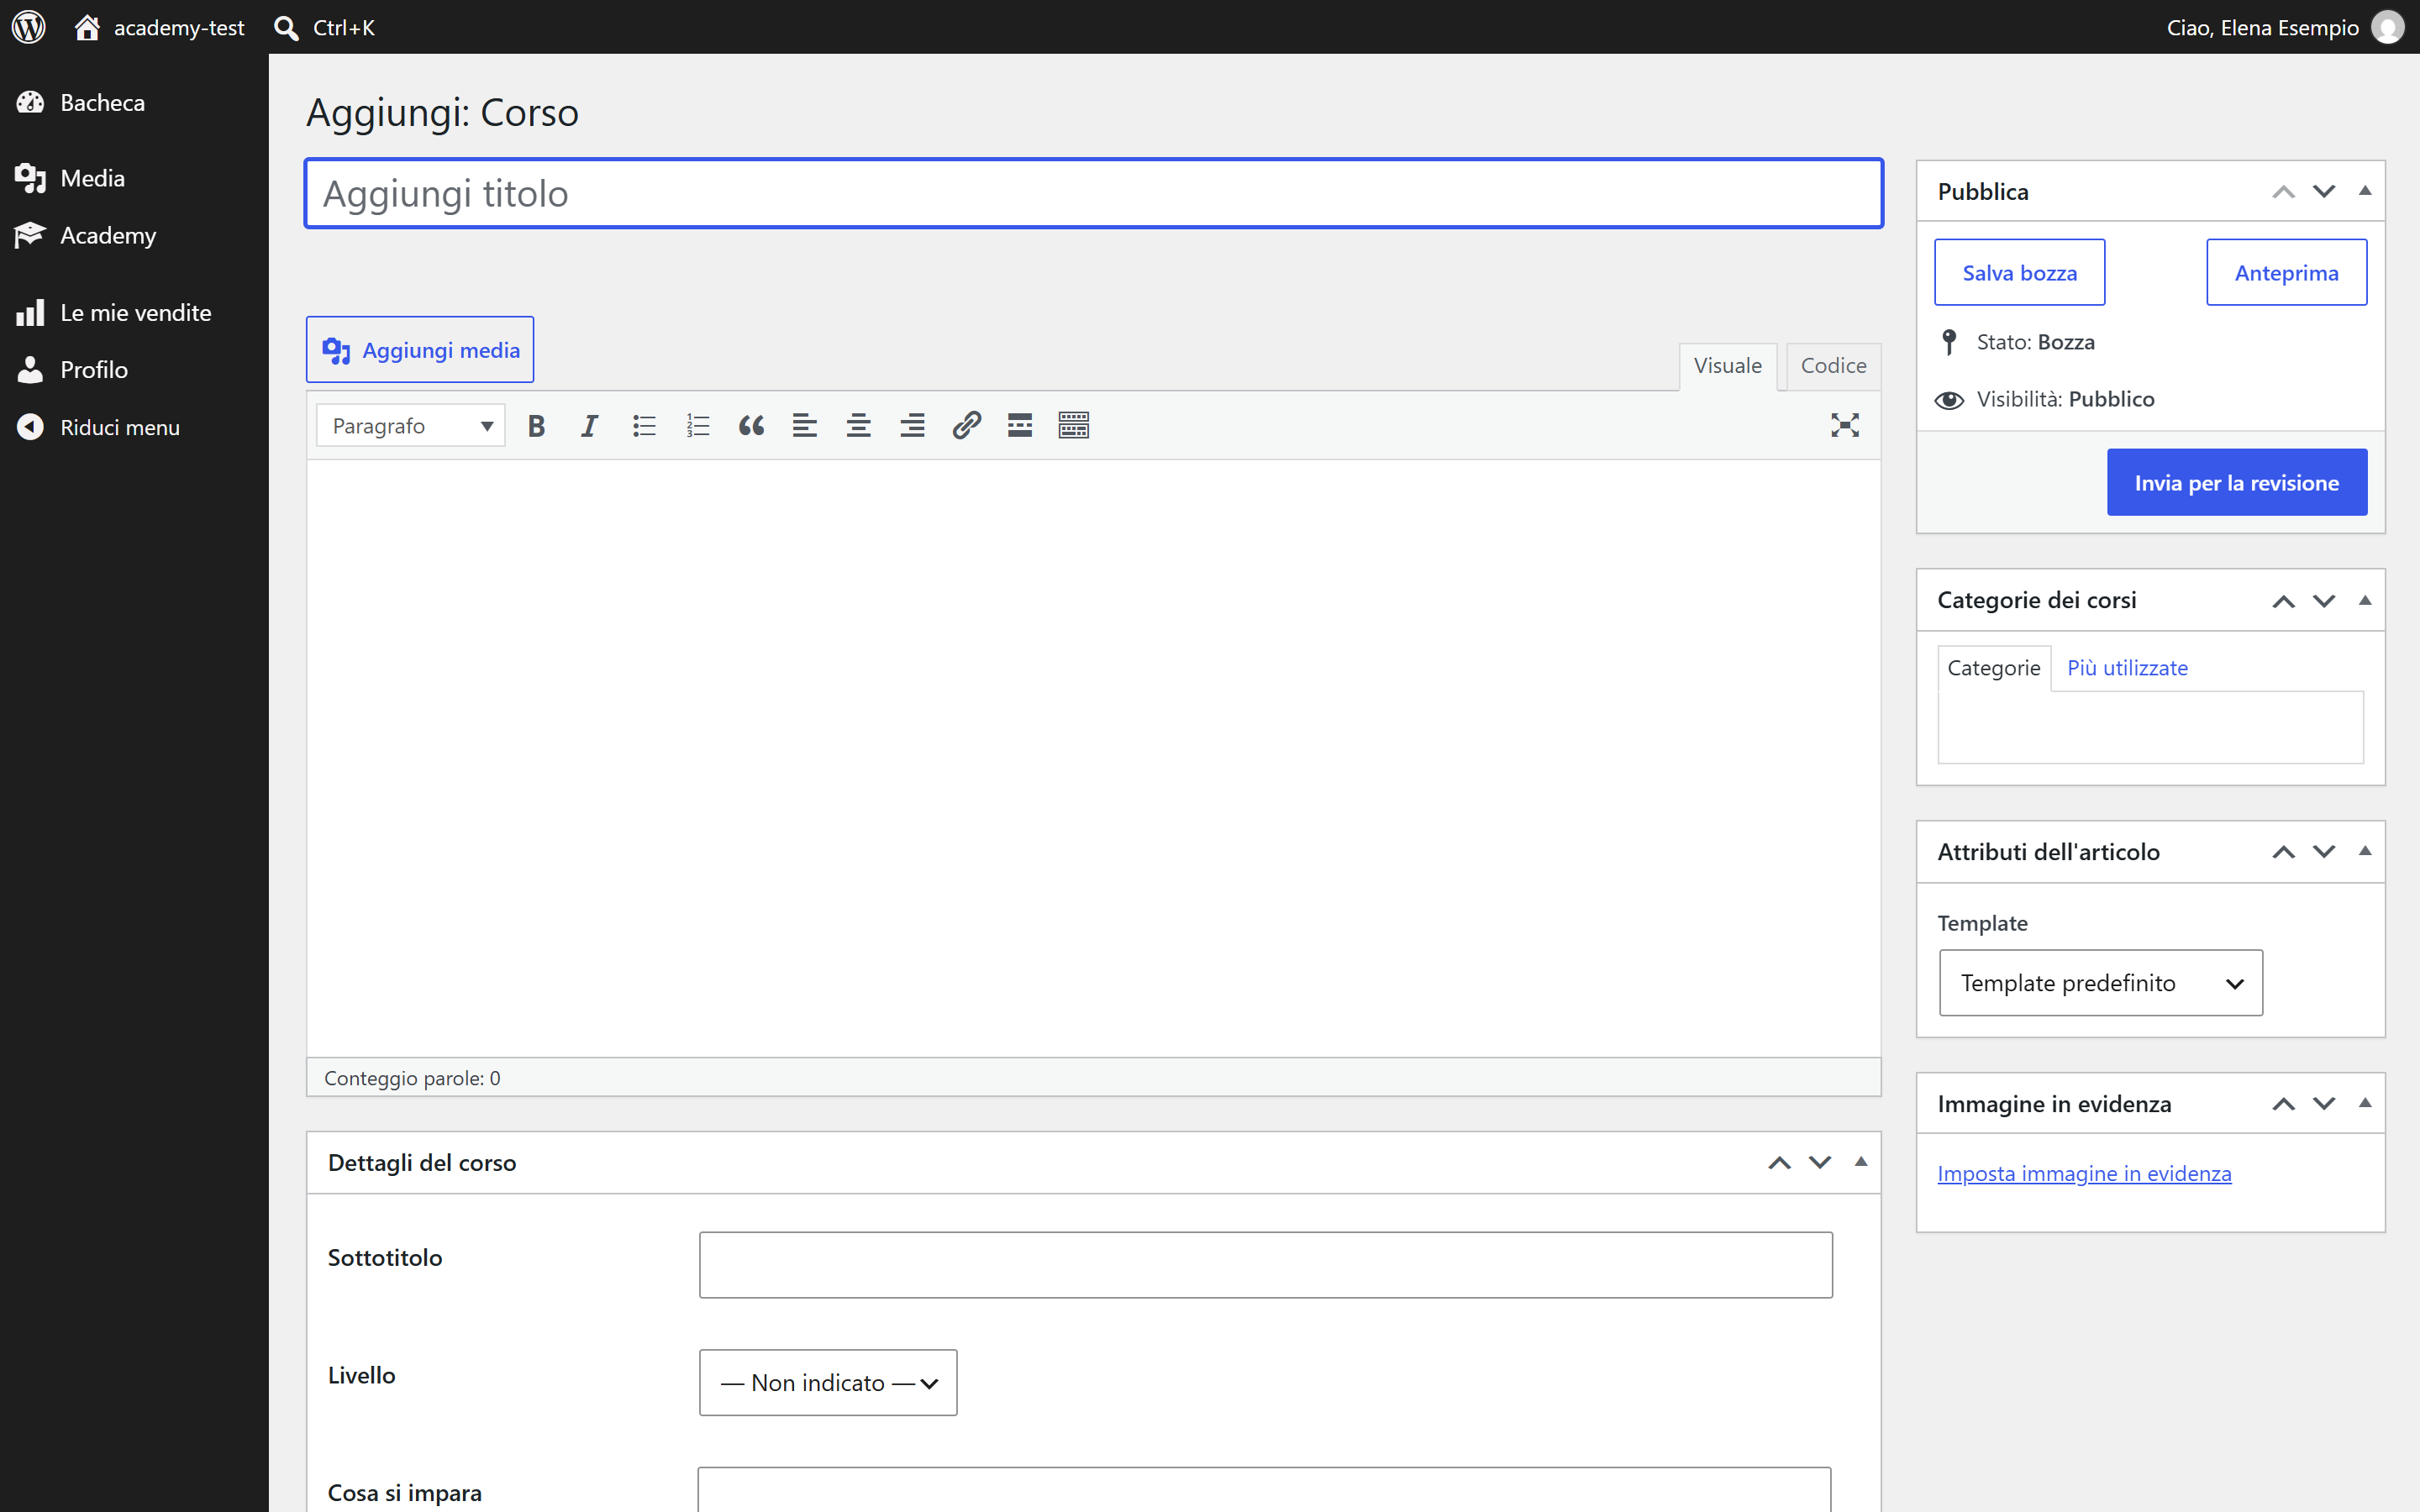 academy-test
Ctrl+K
Ciao, Elena Esempio
Bacheca
Media
Academy
Le mie vendite
Profilo
Riduci menu
Aggiungi: Corso
Aggiungi titolo
Aggiungi media
Visuale
Codice
Paragrafo
Conteggio parole: 0
Dettagli del corso
Sottotitolo
Livello
— Non indicato —
Cosa si impara
Pubblica
Salva bozza
Anteprima
Stato: Bozza
Visibilità: Pubblico
Invia per la revisione
Categorie dei corsi
Categorie
Più utilizzate
Attributi dell'articolo
Template
Template predefinito
Immagine in evidenza
Imposta immagine in evidenza